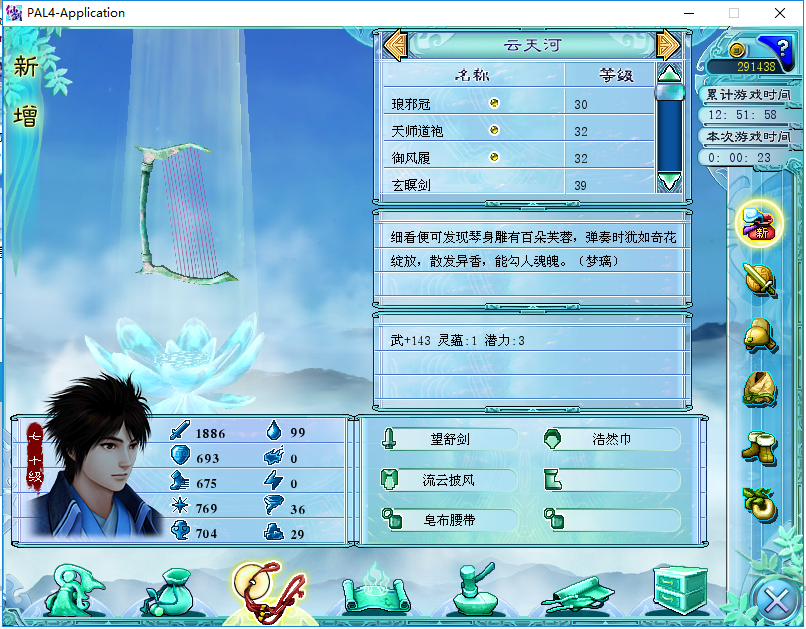 PAL4-Application
新增
云天河
名称 等级
琅邪冠 30
天师道袍 32
御风履 32
玄暝剑 39
细看便可发现琴身雕有百朵芙蓉，弹奏时犹如奇花
绽放，散发异香，能勾人魂魄。（梦璃）
武+143 灵蕴:1 潜力:3
291438
累计游戏时间
12: 51: 58
本次游戏时间
0: 00: 23
新
七十级
1886 99
693 0
675 0
769 36
704 29
望舒剑 浩然巾
流云披风
皂布腰带